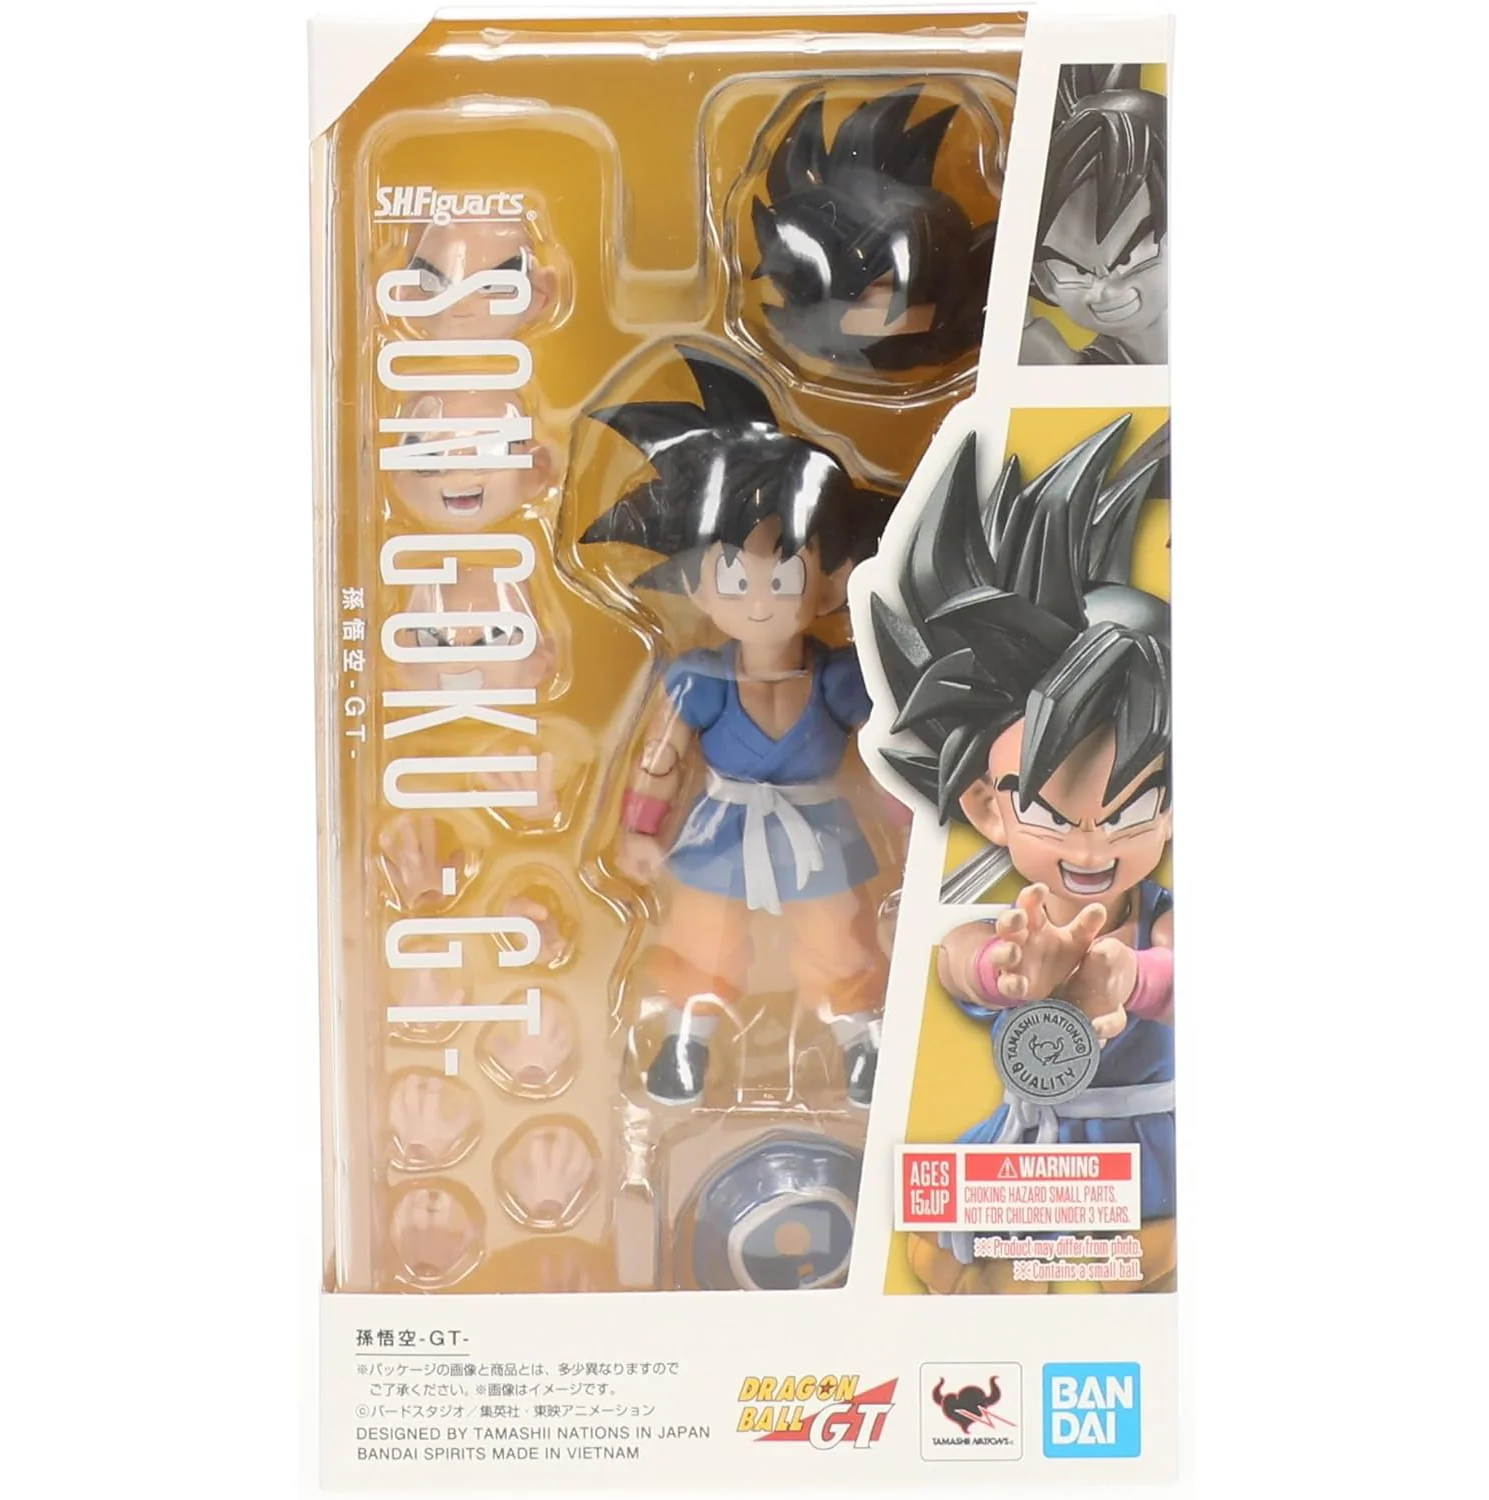 S.H.Figuarts®
SON GOKU -GT-
孫悟空-GT-
TAMASHII NATIONS®
QUALITY
AGES
15&UP
⚠WARNING
CHOKING HAZARD SMALL PARTS.
NOT FOR CHILDREN UNDER 3 YEARS.
※Product may differ from photo.
※Contains a small ball.
孫悟空-GT-
※パッケージの画像と商品とは、多少異なりますので
ご了承ください。※画像はイメージです。
©バードスタジオ／集英社・東映アニメーション
DESIGNED BY TAMASHII NATIONS IN JAPAN
BANDAI SPIRITS MADE IN VIETNAM
DRAGON
BALL GT
TAMASHII NATIONS
BAN
DAI